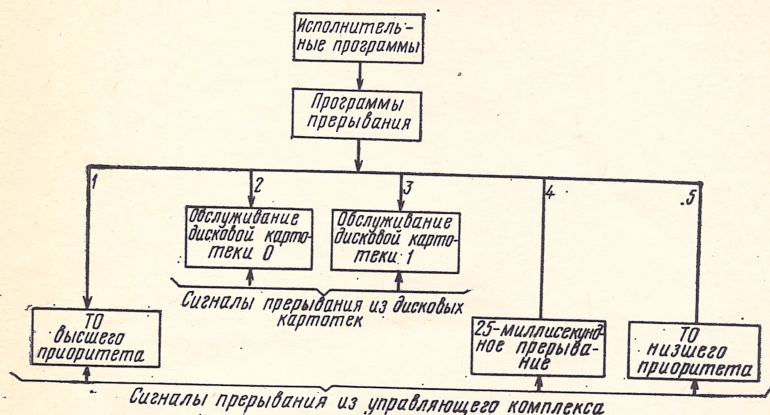 Исполнитель-
ные программы
Программы
прерывания
1
2
3
4
5
Обслуживание
дисковой карто-
теки 0
Обслуживание
дисковой карто-
теки 1
Сигналы прерывания из дисковых
картотек
ТО
высшего
приоритета
25-миллисекунд-
ное прерыва-
ние
ТО
низшего
приоритета
Сигналы прерывания из управляющего комплекса